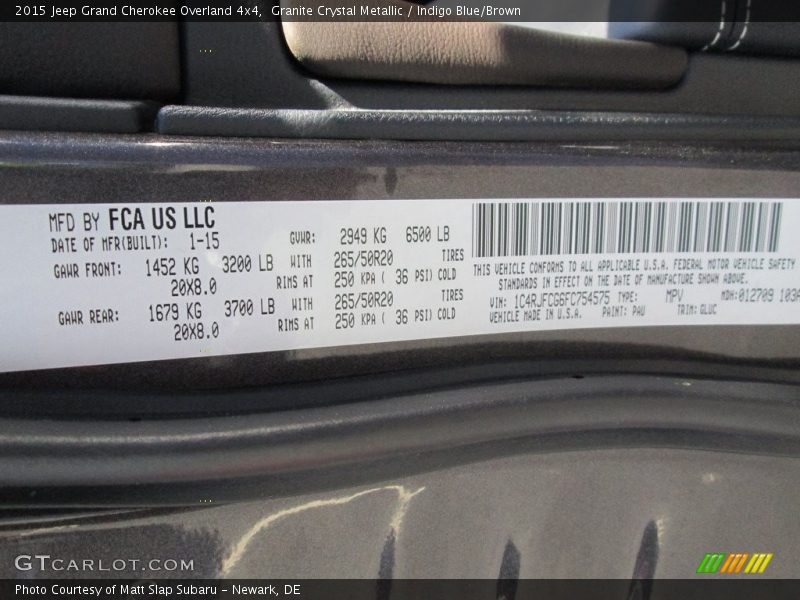 2015 Jeep Grand Cherokee Overland 4x4, Granite Crystal Metallic / Indigo Blue/Brown
MFD BY FCA US LLC
DATE OF MFR(BUILT): 1-15 GVWR: 2949 KG 6500 LB
GAWR FRONT: 1452 KG 3200 LB WITH 265/50R20 TIRES
20X8.0 RIMS AT 250 KPA ( 36 PSI) COLD
GAWR REAR: 1679 KG 3700 LB WITH 265/50R20 TIRES
20X8.0 RIMS AT 250 KPA ( 36 PSI) COLD
THIS VEHICLE CONFORMS TO ALL APPLICABLE U.S.A. FEDERAL MOTOR VEHICLE SAFETY
STANDARDS IN EFFECT ON THE DATE OF MANUFACTURE SHOWN ABOVE.
VIN: 1C4RJFCG6FC754575 TYPE: MPV MDH:012709
VEHICLE MADE IN U.S.A. PAINT: PAU TRIM: GLUC
GTCARLOT.COM
Photo Courtesy of Matt Slap Subaru - Newark, DE